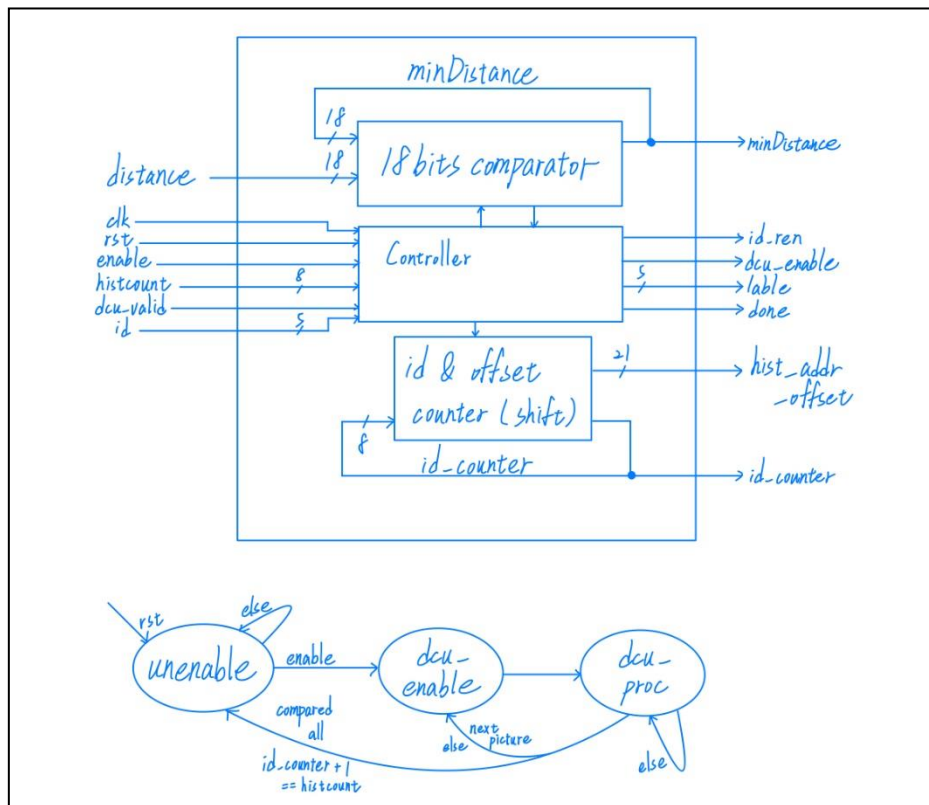 minDistance
18
18
18 bits comparator
minDistance
distance
clk
rst
enable
histcount
8
dcu_valid
id
5
Controller
id_ren
dcu_enable
5
lable
done
id & offset
counter (shift)
21
hist_addr
_offset
8
id_counter
id_counter
rst
else
unenable
enable
dcu_
enable
dcu_
proc
compared
all
id_counter+1
== histcount
else
next
picture
else